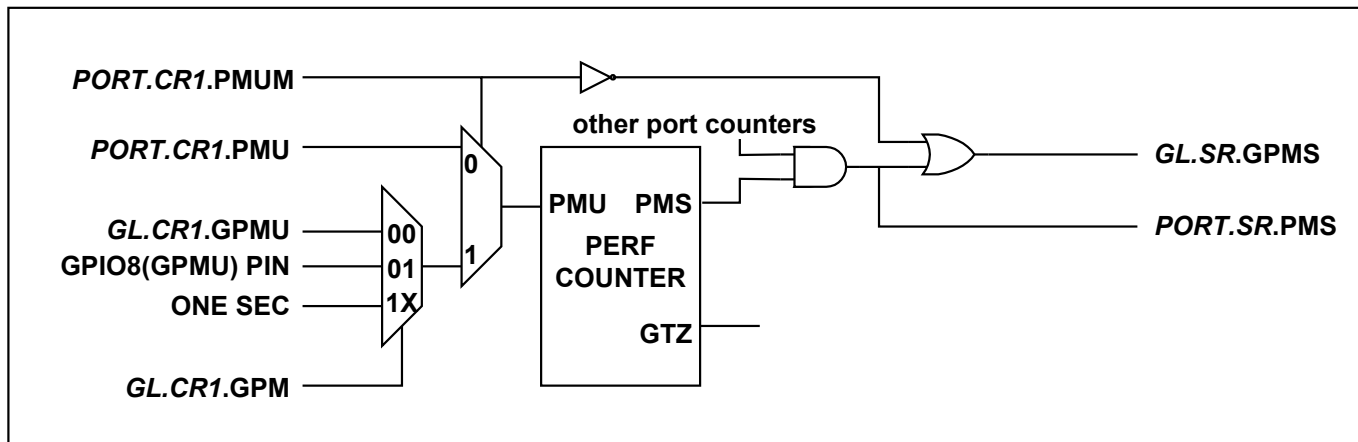 PORT.CR1.PMUM
other port counters
PORT.CR1.PMU
0
GL.SR.GPMS
PMU PMS
GL.CR1.GPMU
00
PORT.SR.PMS
PERF
COUNTER
GPIO8(GPMU) PIN
01
1
ONE SEC
1X
GTZ
GL.CR1.GPM